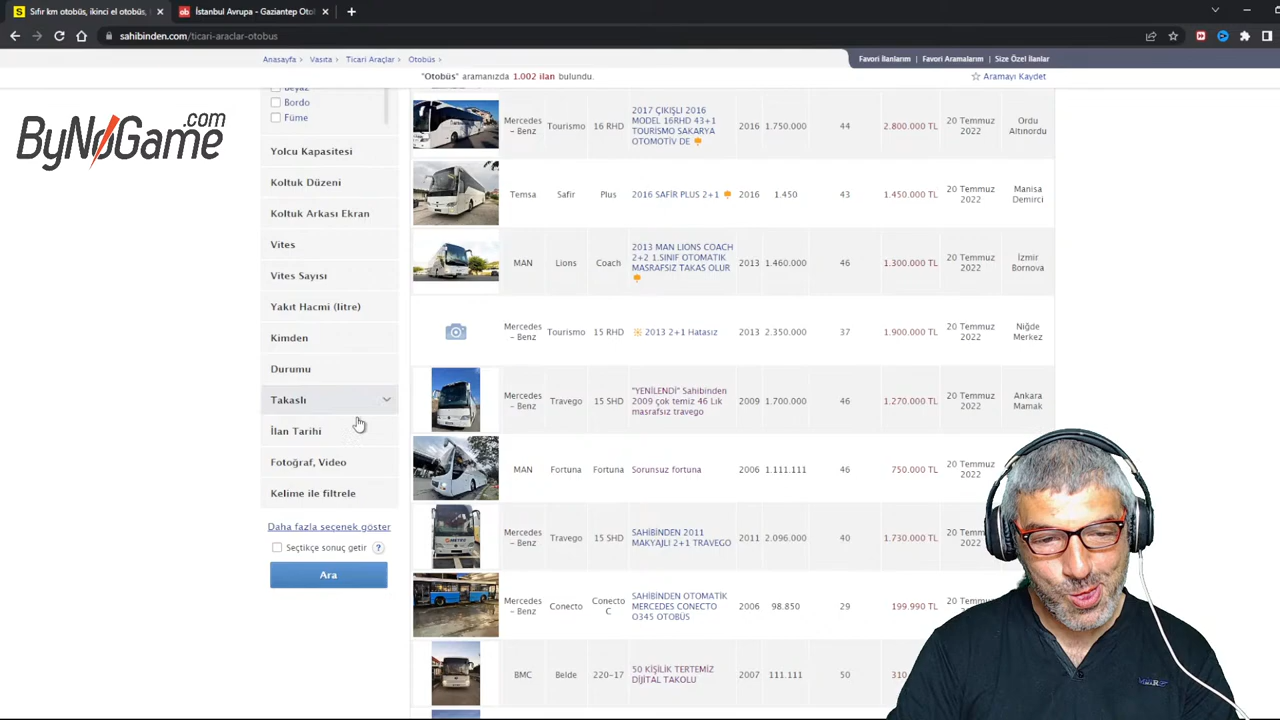 Sıfır km otobüs, ikinci el otobüs,
İstanbul Avrupa - Gaziantep Otob
sahibinden.com/ticari-araclar-otobus
Anasayfa > Vasıta > Ticari Araçlar > Otobüs >
Favori İlanlarım | Favori Aramalarım | Size Özel İlanlar
"Otobüs" aramanızda 1.002 ilan bulundu.
Aramayı Kaydet
ByNoGame.com
Beyaz
Bordo
Füme
Yolcu Kapasitesi
Koltuk Düzeni
Koltuk Arkası Ekran
Vites
Vites Sayısı
Yakıt Hacmi (litre)
Kimden
Durumu
Takaslı
İlan Tarihi
Fotoğraf, Video
Kelime ile filtrele
Daha fazla seçenek göster
Seçtikçe sonuç getir ?
Ara
Mercedes - Benz Tourismo 16 RHD 2017 ÇIKIŞLI 2016 MODEL 16RHD 43+1 TOURİSMO SAKARYA OTOMOTİV DE 2016 1.750.000 44 2.800.000 TL 20 Temmuz 2022 Ordu Altınordu
Temsa Safir Plus 2016 SAFİR PLUS 2+1 2016 1.450 43 1.450.000 TL 20 Temmuz 2022 Manisa Demirci
MAN Lions Coach 2013 MAN LIONS COACH 2+2 1.SINIF OTOMATIK MASRAFSIZ TAKAS OLUR 2013 1.460.000 46 1.300.000 TL 20 Temmuz 2022 İzmir Bornova
Mercedes - Benz Tourismo 15 RHD 2013 2+1 Hatasız 2013 2.350.000 37 1.900.000 TL 20 Temmuz 2022 Niğde Merkez
Mercedes - Benz Travego 15 SHD "YENİLENDİ" Sahibinden 2009 çok temiz 46 Lık masrafsız travego 2009 1.700.000 46 1.270.000 TL 20 Temmuz 2022 Ankara Mamak
MAN Fortuna Fortuna Sorunsuz fortuna 2006 1.111.111 46 750.000 TL 20 Temmuz 2022
Mercedes - Benz Travego 15 SHD SAHİBİNDEN 2011 MAKYAJLI 2+1 TRAVEGO 2011 2.096.000 40 1.730.000 TL 20 Temmuz 2022
Mercedes - Benz Conecto Conecto C SAHİBİNDEN OTOMATİK MERCEDES CONECTO O345 OTOBÜS 2006 98.850 29 199.990 TL 20 Tem 2022
BMC Belde 220-17 50 KİŞİLİK TERTEMİZ DİJİTAL TAKOLU 2007 111.111 50 310